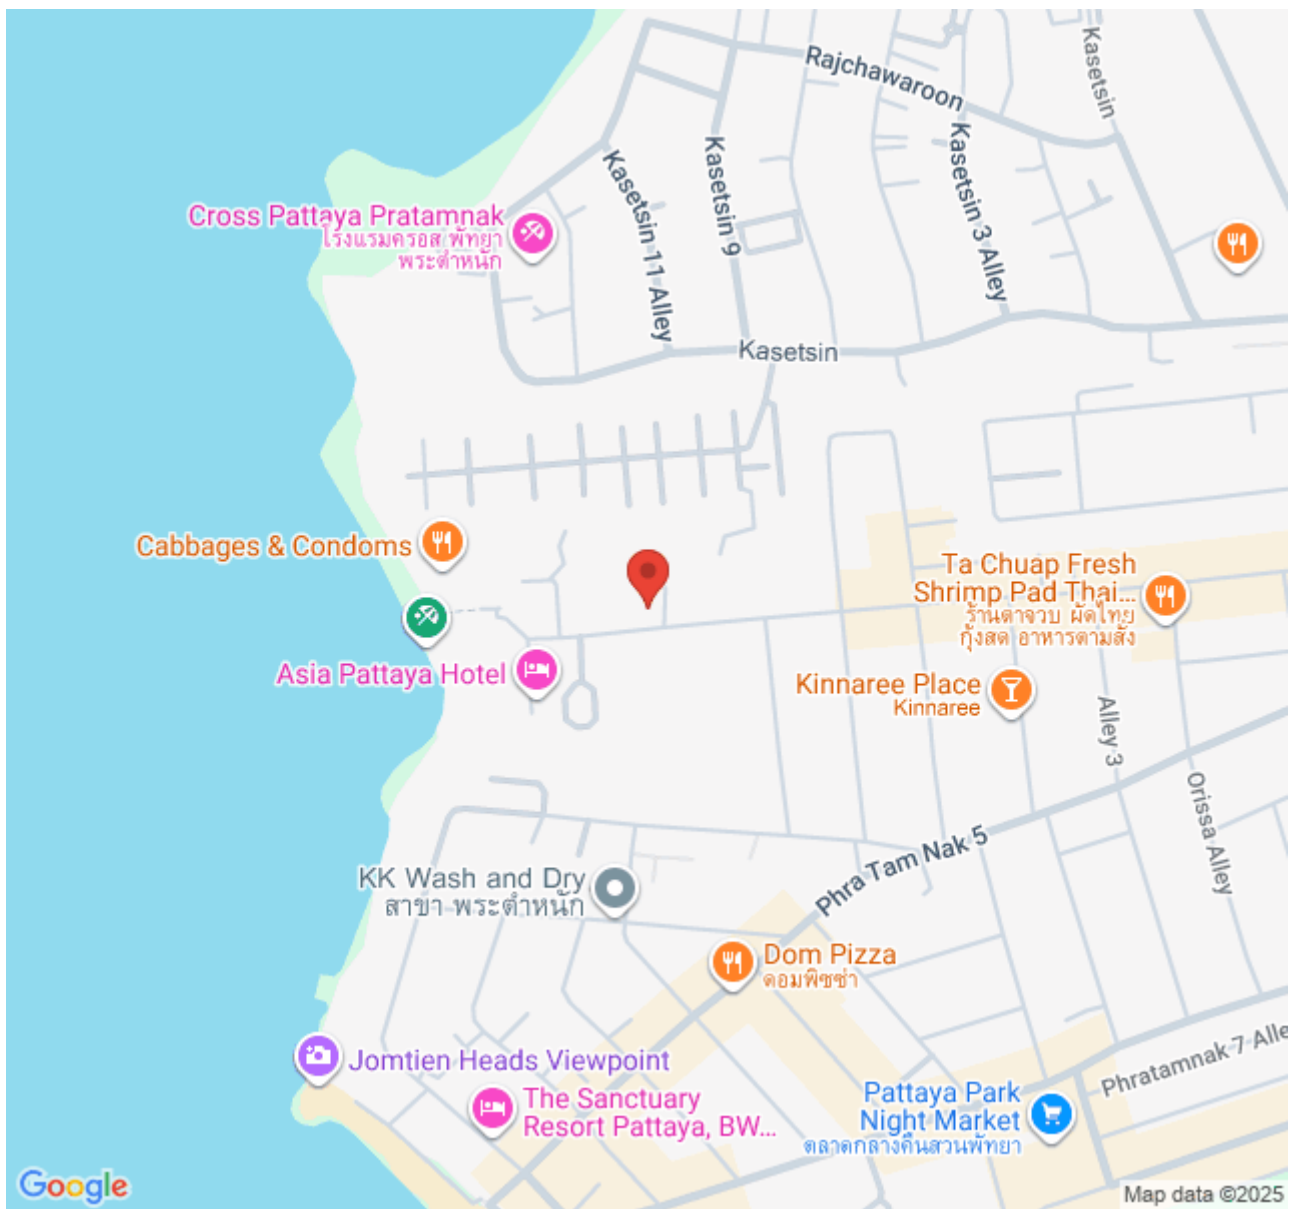 Rajchawaroon
Kasetsin
Kasetsin 11 Alley
Kasetsin 9
Kasetsin 3 Alley
Cross Pattaya Pratamnak
โรงแรมครอส พัทยา
พระตำหนัก
Kasetsin
Cabbages & Condoms
Ta Chuap Fresh
Shrimp Pad Thai...
ร้านตาจวบ ผัดไทย
กุ้งสด อาหารตามสั่ง
Asia Pattaya Hotel
Kinnaree Place
Kinnaree
Alley 3
Orissa Alley
Phra Tam Nak 5
KK Wash and Dry
สาขา พระตำหนัก
Dom Pizza
ดอมพิซซ่า
Jomtien Heads Viewpoint
Phratamnak 7 Alle
The Sanctuary
Resort Pattaya, BW...
Pattaya Park
Night Market
ตลาดกลางคืนสวนพัทยา
Google
Map data ©2025